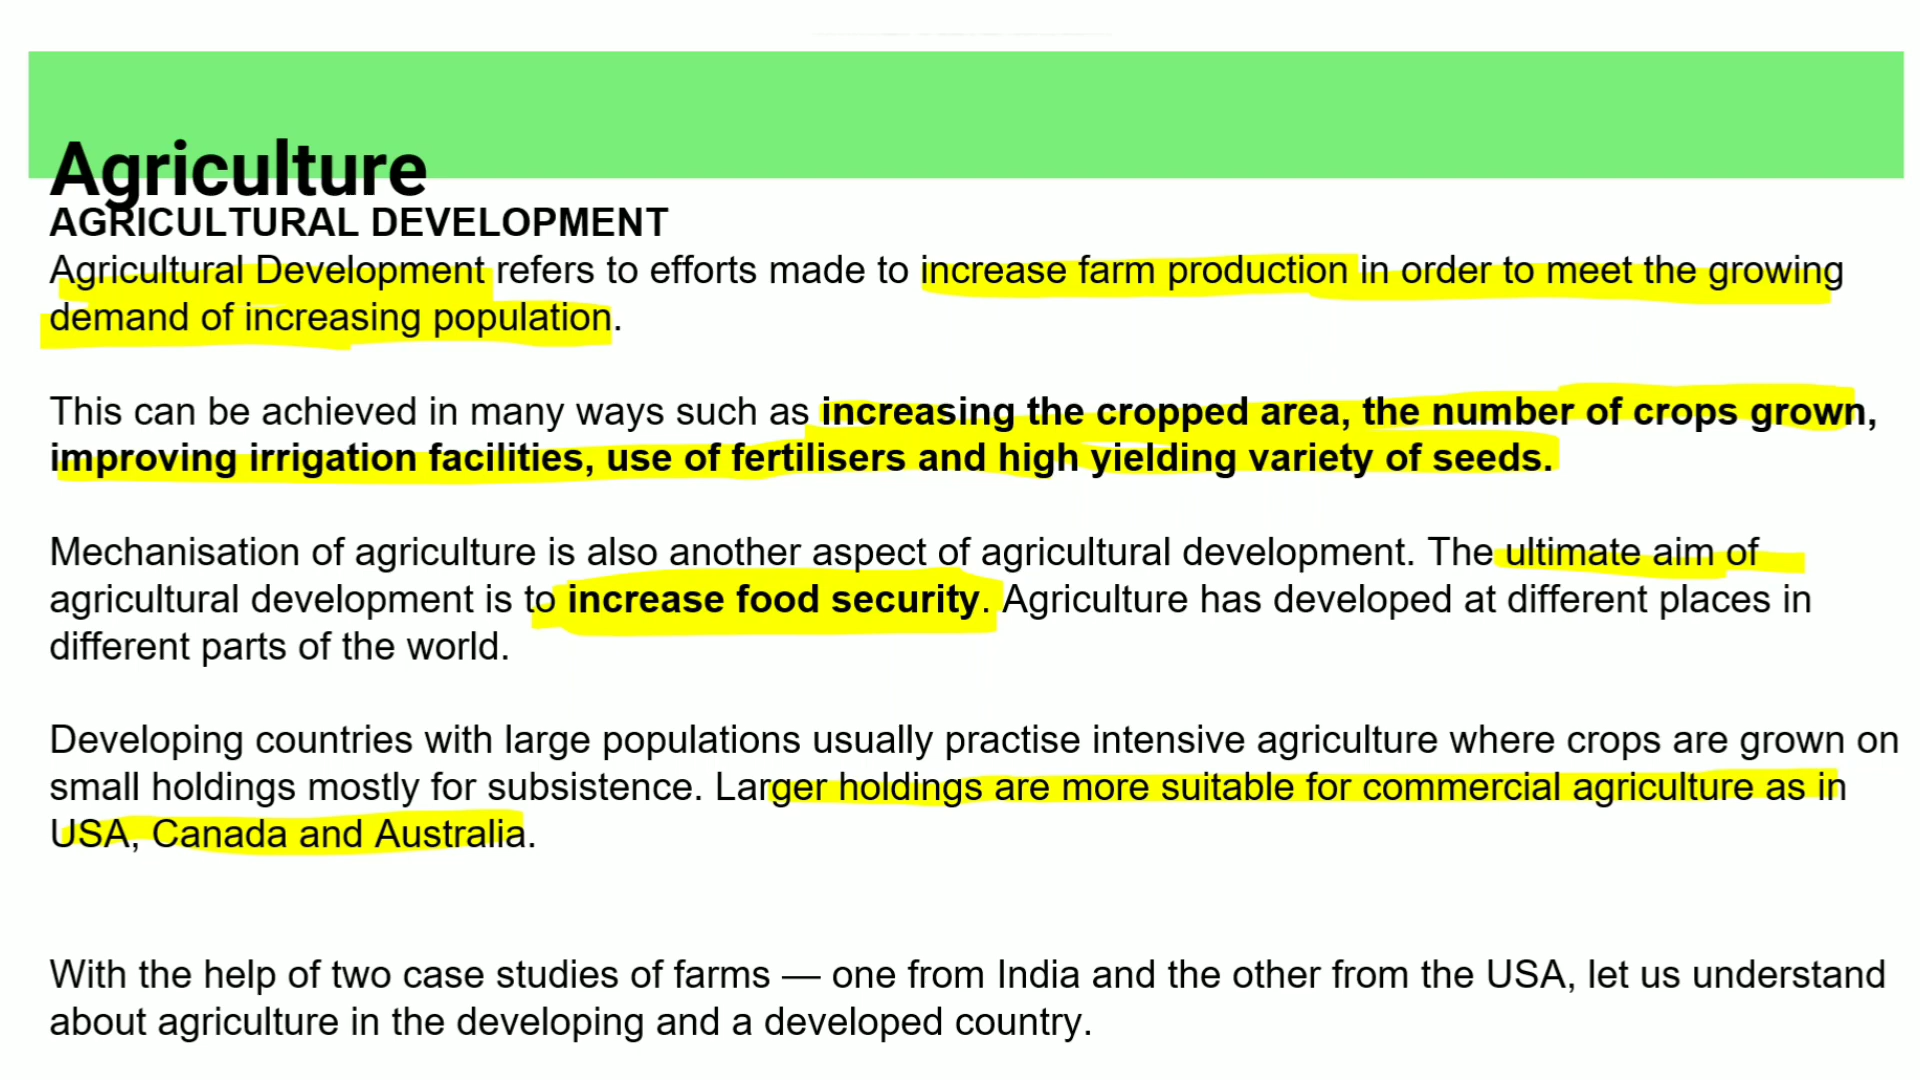 Agriculture
AGRICULTURAL DEVELOPMENT
Agricultural Development refers to efforts made to increase farm production in order to meet the growing
demand of increasing population.
This can be achieved in many ways such as increasing the cropped area, the number of crops grown,
improving irrigation facilities, use of fertilisers and high yielding variety of seeds.
Mechanisation of agriculture is also another aspect of agricultural development. The ultimate aim of
agricultural development is to increase food security. Agriculture has developed at different places in
different parts of the world.
Developing countries with large populations usually practise intensive agriculture where crops are grown on
small holdings mostly for subsistence. Larger holdings are more suitable for commercial agriculture as in
USA, Canada and Australia.
With the help of two case studies of farms — one from India and the other from the USA, let us understand
about agriculture in the developing and a developed country.